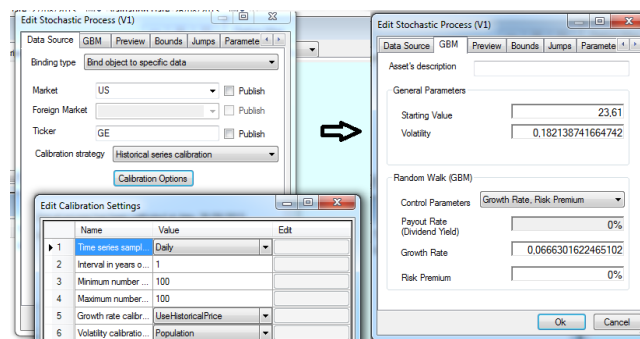 Edit Stochastic Process (V1)
Data Source GBM Preview Bounds Jumps Paramete
Binding type Bind object to specific data
Market US Publish
Foreign Market Publish
Ticker GE Publish
Calibration strategy Historical series calibration
Calibration Options
Edit Calibration Settings
Name Value Edit
1 Time series sampl... Daily
2 Interval in years o... 1
3 Minimum number ... 100
4 Maximum number... 100
5 Growth rate calibr... UseHistoricalPrice
6 Volatility calibratio... Population
Edit Stochastic Process (V1)
Data Source GBM Preview Bounds Jumps Paramete
Asset's description
General Parameters
Starting Value 23,61
Volatility 0,182138741664742
Random Walk (GBM)
Control Parameters Growth Rate, Risk Premium
Payout Rate
(Dividend Yield) 0%
Growth Rate 0,0666301622465102
Risk Premium 0%
Ok Cancel